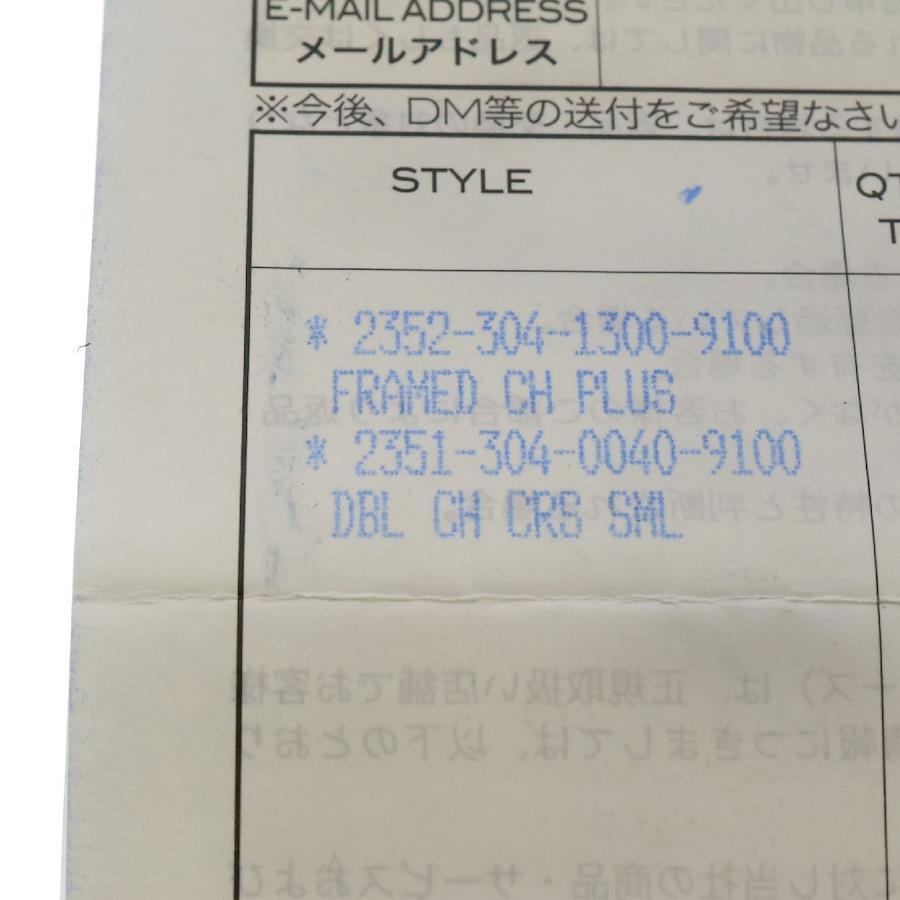 E-MAIL ADDRESS
メールアドレス
※今後、DM等の送付をご希望なさい
STYLE
QT
T
* 2352-304-1300-9100
FRAMED CH PLUS
* 2351-304-0040-9100
DBL CH CRS SML